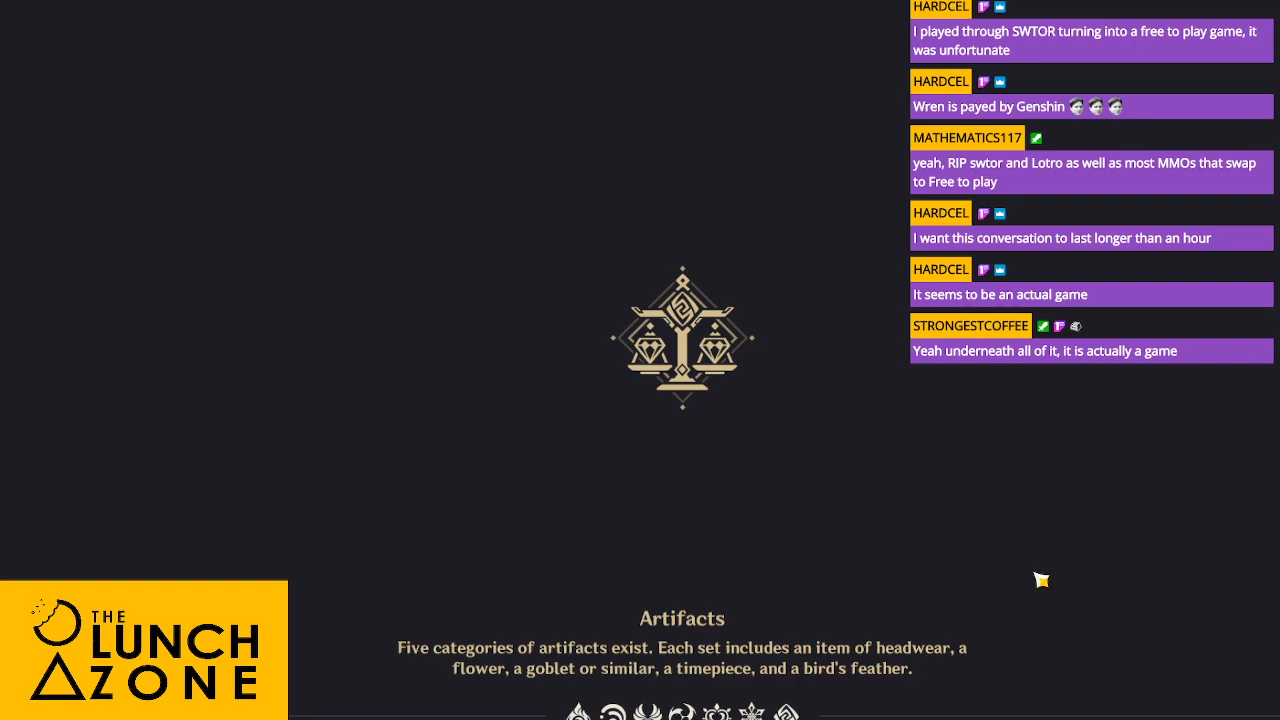 HARDCEL
I played through SWTOR turning into a free to play game, it
was unfortunate
HARDCEL
Wren is payed by Genshin
MATHEMATICS117
yeah, RIP swtor and Lotro as well as most MMOs that swap
to Free to play
HARDCEL
I want this conversation to last longer than an hour
HARDCEL
It seems to be an actual game
STRONGESTCOFFEE
Yeah underneath all of it, it is actually a game
Artifacts
Five categories of artifacts exist. Each set includes an item of headwear, a
flower, a goblet or similar, a timepiece, and a bird's feather.
THE
LUNCH
ZONE